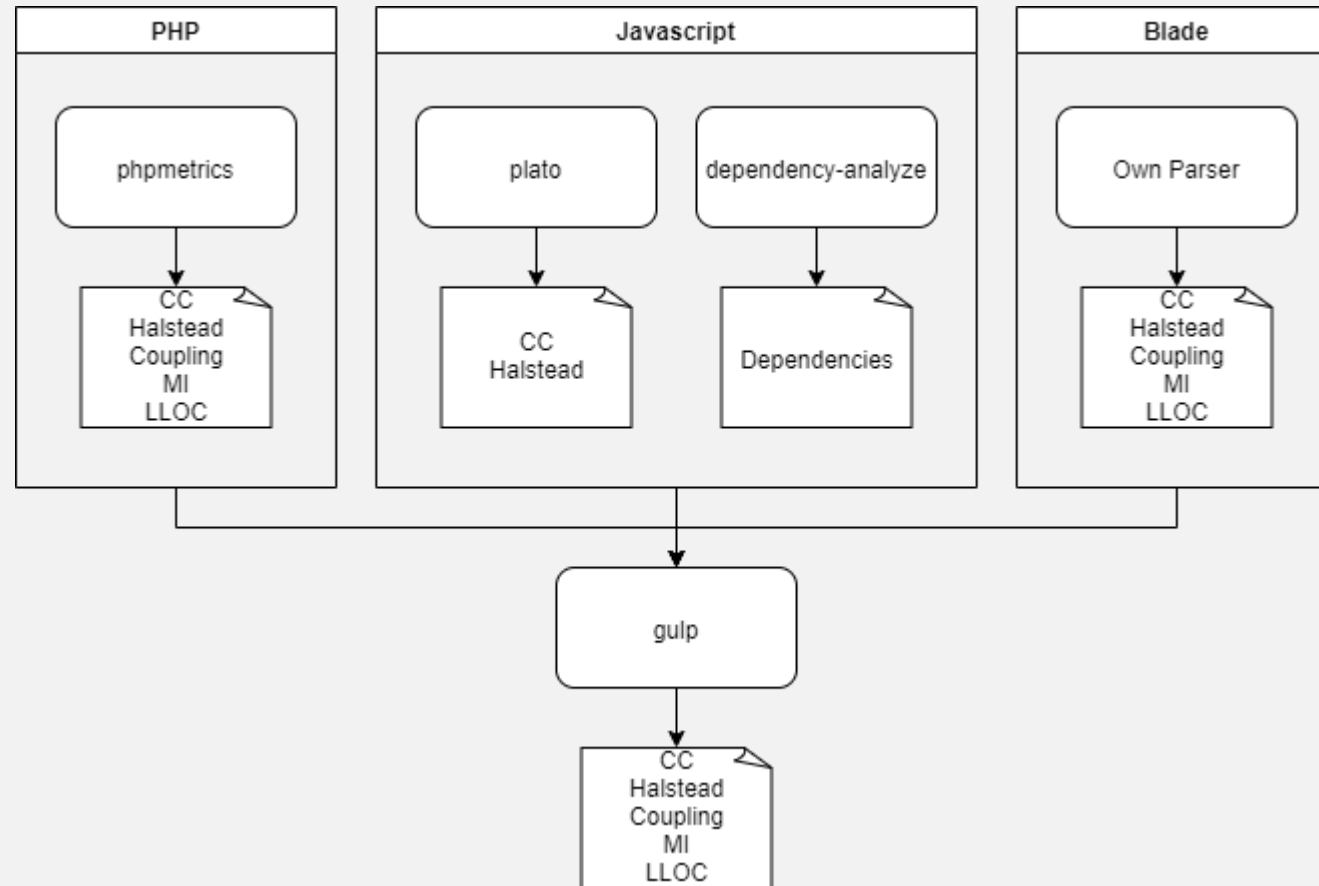 PHP
phpmetrics
CC
Halstead
Coupling
MI
LLOC
Javascript
plato
CC
Halstead
dependency-analyze
Dependencies
Blade
Own Parser
CC
Halstead
Coupling
MI
LLOC
gulp
CC
Halstead
Coupling
MI
LLOC